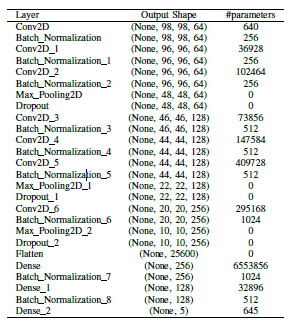 Layer Output Shape #parameters
Conv2D (None, 98, 98, 64) 640
Batch_Normalization (None, 98, 98, 64) 256
Conv2D_1 (None, 96, 96, 64) 36928
Batch_Normalization_1 (None, 96, 96, 64) 256
Conv2D_2 (None, 96, 96, 64) 102464
Batch_Normalization_2 (None, 96, 96, 64) 256
Max_Pooling2D (None, 48, 48, 64) 0
Dropout (None, 48, 48, 64) 0
Conv2D_3 (None, 46, 46, 128) 73856
Batch_Normalization_3 (None, 46, 46, 128) 512
Conv2D_4 (None, 44, 44, 128) 147584
Batch_Normalization_4 (None, 44, 44, 128) 512
Conv2D_5 (None, 44, 44, 128) 409728
Batch_Normalization_5 (None, 44, 44, 128) 512
Max_Pooling2D_1 (None, 22, 22, 128) 0
Dropout_1 (None, 22, 22, 128) 0
Conv2D_6 (None, 20, 20, 256) 295168
Batch_Normalization_6 (None, 20, 20, 256) 1024
Max_Pooling2D_2 (None, 10, 10, 256) 0
Dropout_2 (None, 10, 10, 256) 0
Flatten (None, 25600) 0
Dense (None, 256) 6553856
Batch_Normalization_7 (None, 256) 1024
Dense_1 (None, 128) 32896
Batch_Normalization_8 (None, 128) 512
Dense_2 (None, 5) 645